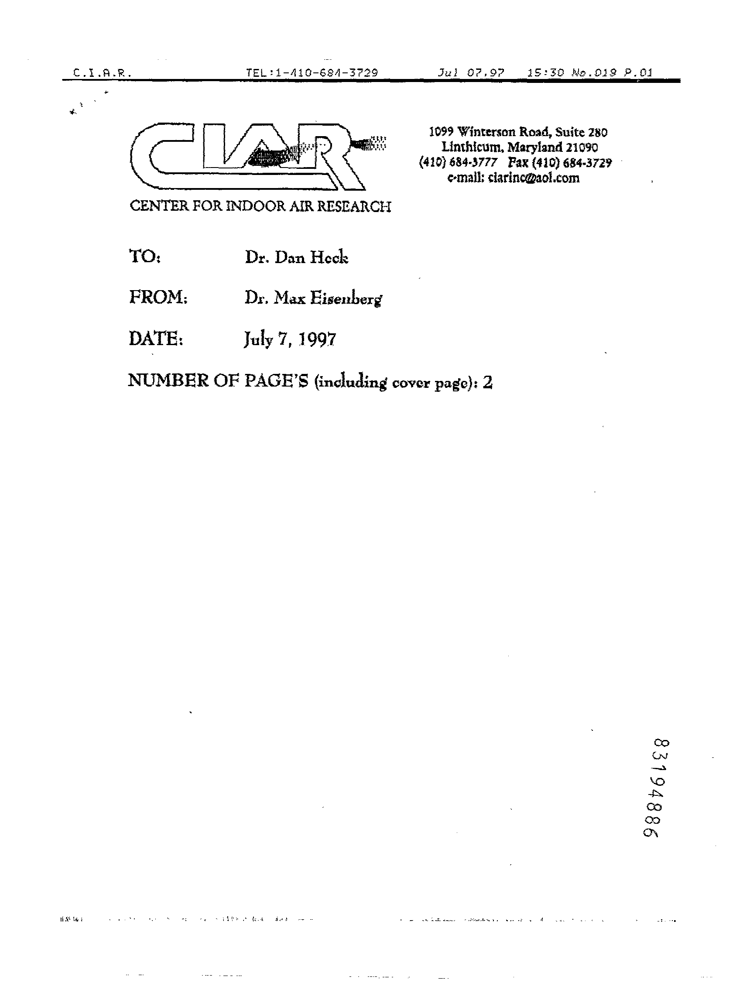 C.I.A.R. TEL:1-410-684-3729 Jul 07,97 15:30 No.019 P.01
CIAR
1099 Winterson Road, Suite 280
Linthicum, Maryland 21090
(410) 684-3777 Fax (410) 684-3729
e-mail: ciarinc@aol.com
CENTER FOR INDOOR AIR RESEARCH
TO: Dr. Dan Heck
FROM: Dr. Max Eisenberg
DATE: July 7, 1997
NUMBER OF PAGE'S (including cover page): 2
83194886